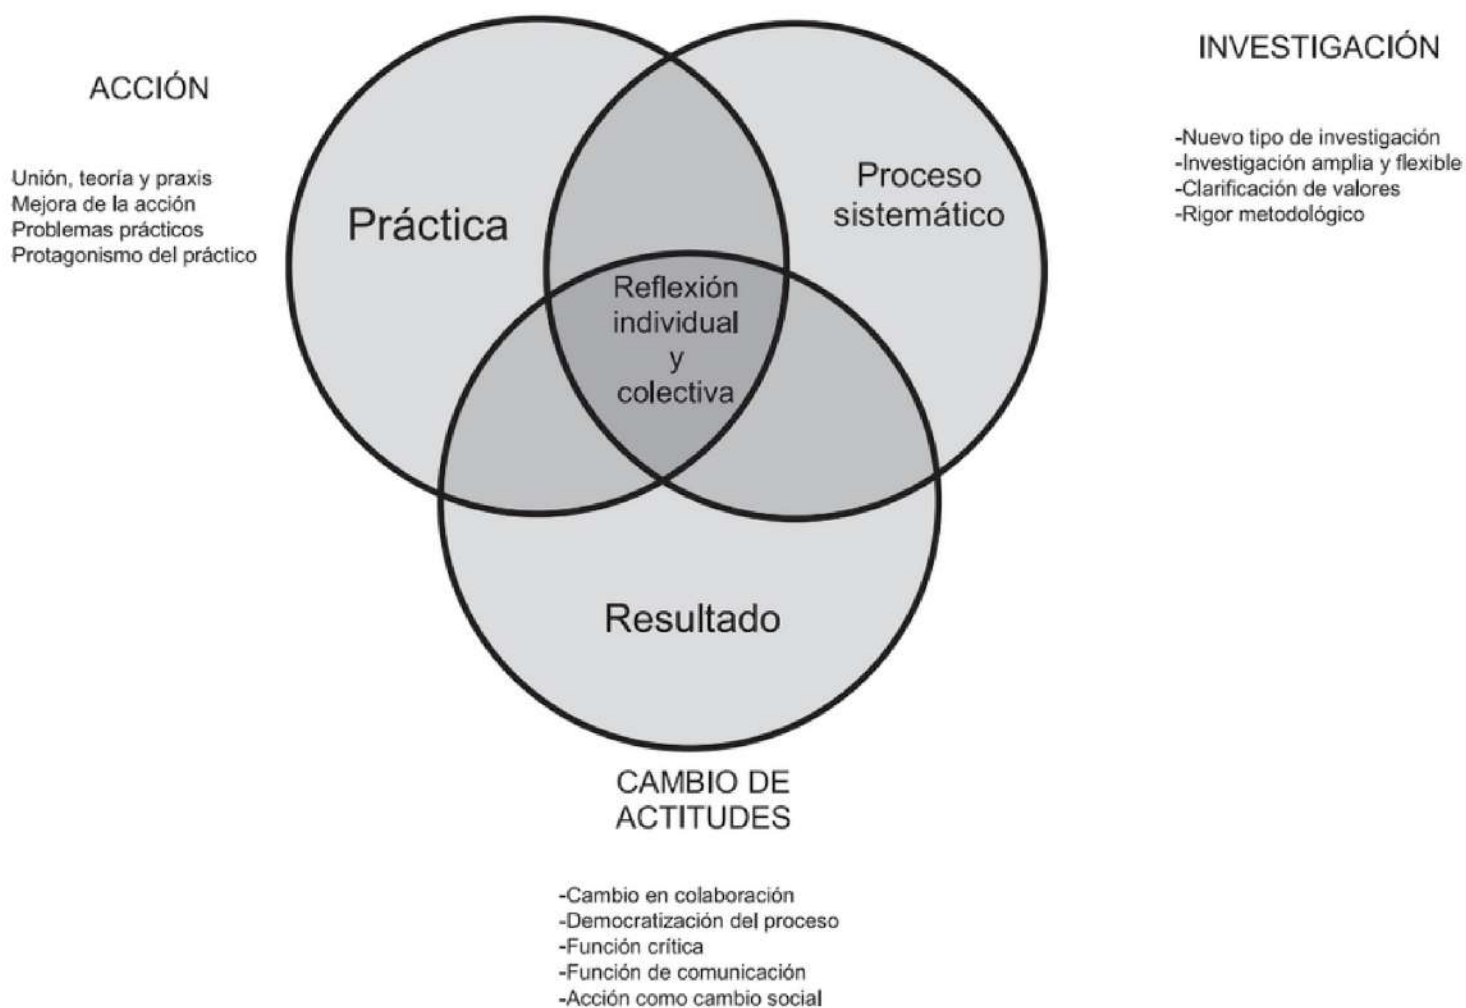 ACCIÓN
Unión, teoría y praxis
Mejora de la acción
Problemas prácticos
Protagonismo del práctico
Práctica
Proceso
sistemático
INVESTIGACIÓN
-Nuevo tipo de investigación
-Investigación amplia y flexible
-Clarificación de valores
-Rigor metodológico
Reflexión
individual
y
colectiva
Resultado
CAMBIO DE
ACTITUDES
-Cambio en colaboración
-Democratización del proceso
-Función crítica
-Función de comunicación
-Acción como cambio social